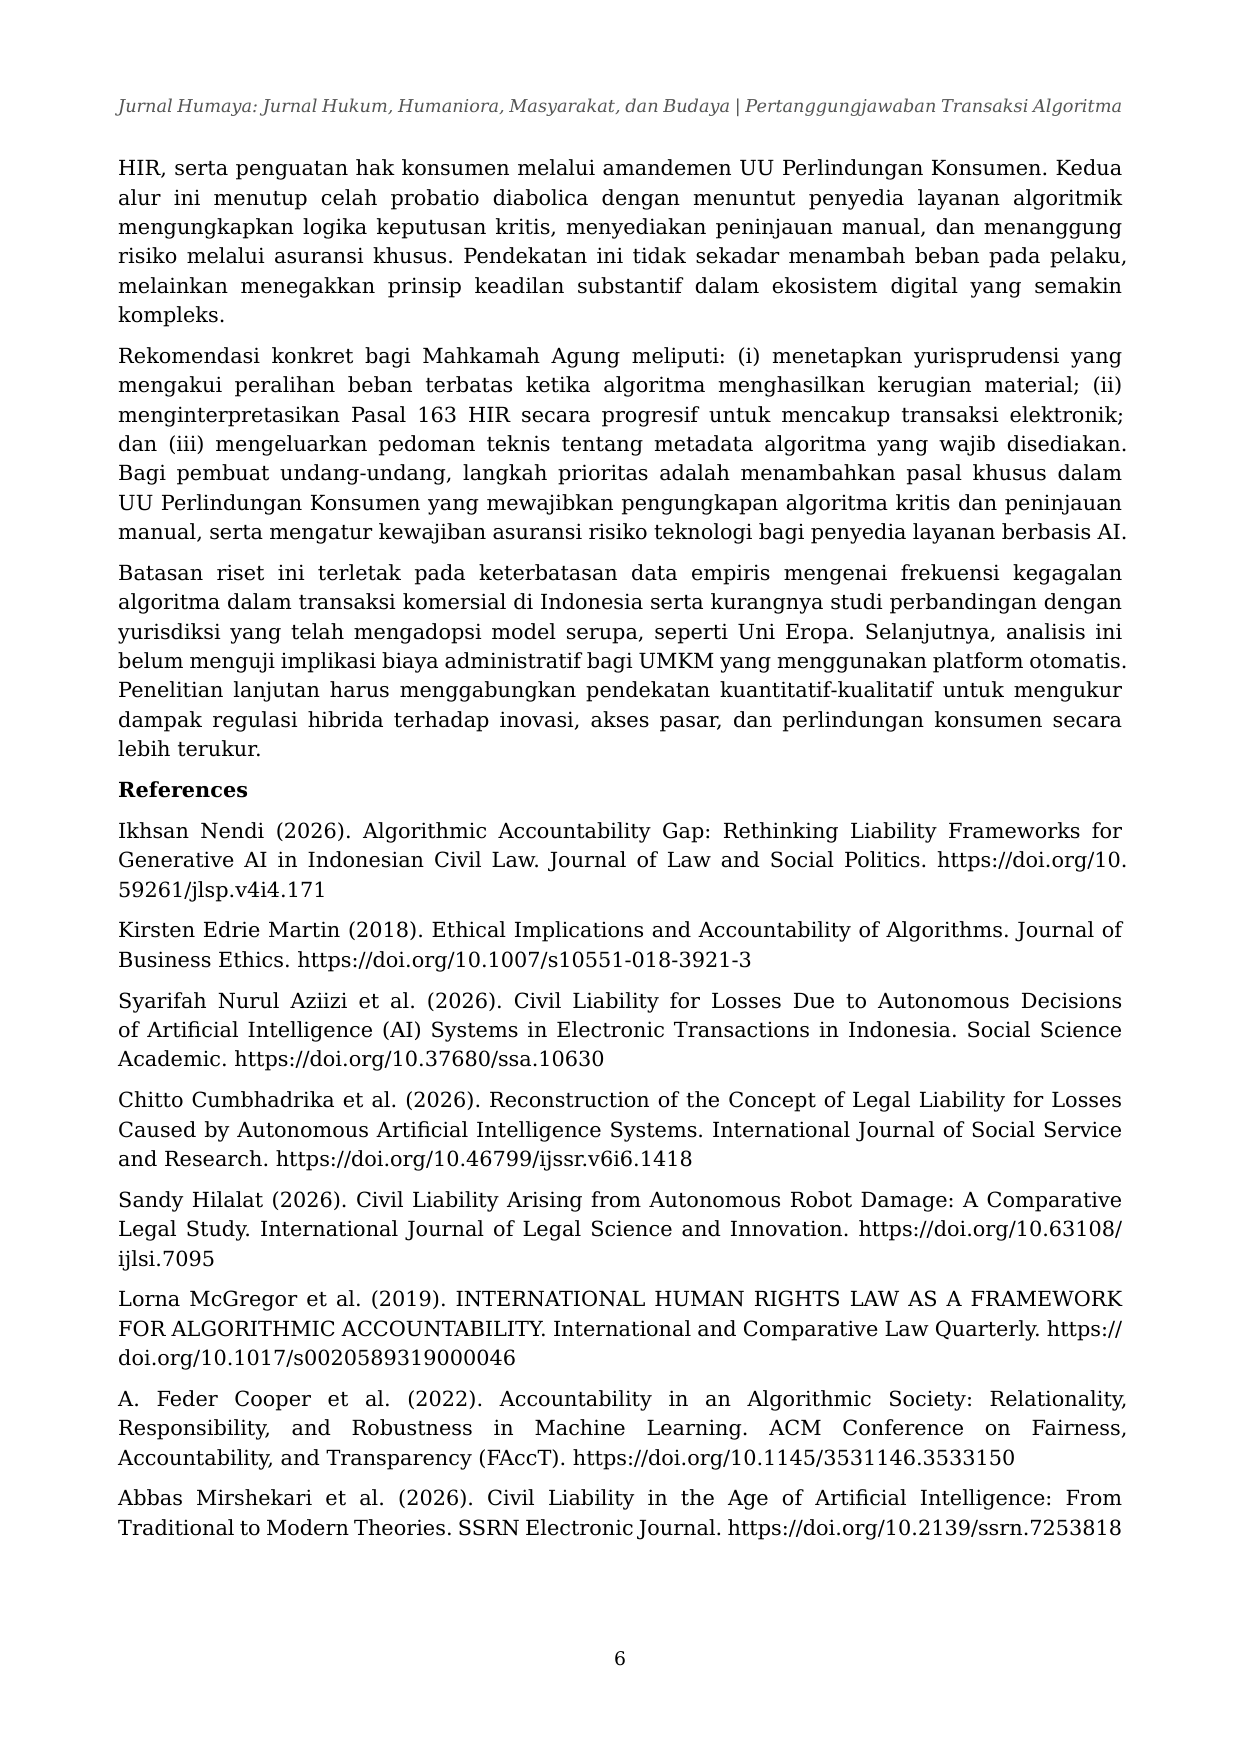 Jurnal Humaya: Jurnal Hukum, Humaniora, Masyarakat, dan Budaya | Pertanggungjawaban Transaksi Algoritma
HIR, serta penguatan hak konsumen melalui amandemen UU Perlindungan Konsumen. Kedua
alur ini menutup celah probatio diabolica dengan menuntut penyedia layanan algoritmik
mengungkapkan logika keputusan kritis, menyediakan peninjauan manual, dan menanggung
risiko melalui asuransi khusus. Pendekatan ini tidak sekadar menambah beban pada pelaku,
melainkan menegakkan prinsip keadilan substantif dalam ekosistem digital yang semakin
kompleks.
Rekomendasi konkret bagi Mahkamah Agung meliputi: (i) menetapkan yurisprudensi yang
mengakui peralihan beban terbatas ketika algoritma menghasilkan kerugian material; (ii)
menginterpretasikan Pasal 163 HIR secara progresif untuk mencakup transaksi elektronik;
dan (iii) mengeluarkan pedoman teknis tentang metadata algoritma yang wajib disediakan.
Bagi pembuat undang-undang, langkah prioritas adalah menambahkan pasal khusus dalam
UU Perlindungan Konsumen yang mewajibkan pengungkapan algoritma kritis dan peninjauan
manual, serta mengatur kewajiban asuransi risiko teknologi bagi penyedia layanan berbasis AI.
Batasan riset ini terletak pada keterbatasan data empiris mengenai frekuensi kegagalan
algoritma dalam transaksi komersial di Indonesia serta kurangnya studi perbandingan dengan
yurisdiksi yang telah mengadopsi model serupa, seperti Uni Eropa. Selanjutnya, analisis ini
belum menguji implikasi biaya administratif bagi UMKM yang menggunakan platform otomatis.
Penelitian lanjutan harus menggabungkan pendekatan kuantitatif-kualitatif untuk mengukur
dampak regulasi hibrida terhadap inovasi, akses pasar, dan perlindungan konsumen secara
lebih terukur.
References
Ikhsan Nendi (2026). Algorithmic Accountability Gap: Rethinking Liability Frameworks for
Generative AI in Indonesian Civil Law. Journal of Law and Social Politics. https://doi.org/10.
59261/jlsp.v4i4.171
Kirsten Edrie Martin (2018). Ethical Implications and Accountability of Algorithms. Journal of
Business Ethics. https://doi.org/10.1007/s10551-018-3921-3
Syarifah Nurul Aziizi et al. (2026). Civil Liability for Losses Due to Autonomous Decisions
of Artificial Intelligence (AI) Systems in Electronic Transactions in Indonesia. Social Science
Academic. https://doi.org/10.37680/ssa.10630
Chitto Cumbhadrika et al. (2026). Reconstruction of the Concept of Legal Liability for Losses
Caused by Autonomous Artificial Intelligence Systems. International Journal of Social Service
and Research. https://doi.org/10.46799/ijssr.v6i6.1418
Sandy Hilalat (2026). Civil Liability Arising from Autonomous Robot Damage: A Comparative
Legal Study. International Journal of Legal Science and Innovation. https://doi.org/10.63108/
ijlsi.7095
Lorna McGregor et al. (2019). INTERNATIONAL HUMAN RIGHTS LAW AS A FRAMEWORK
FOR ALGORITHMIC ACCOUNTABILITY. International and Comparative Law Quarterly. https://
doi.org/10.1017/s0020589319000046
A. Feder Cooper et al. (2022). Accountability in an Algorithmic Society: Relationality,
Responsibility, and Robustness in Machine Learning. ACM Conference on Fairness,
Accountability, and Transparency (FAccT). https://doi.org/10.1145/3531146.3533150
Abbas Mirshekari et al. (2026). Civil Liability in the Age of Artificial Intelligence: From
Traditional to Modern Theories. SSRN Electronic Journal. https://doi.org/10.2139/ssrn.7253818
6